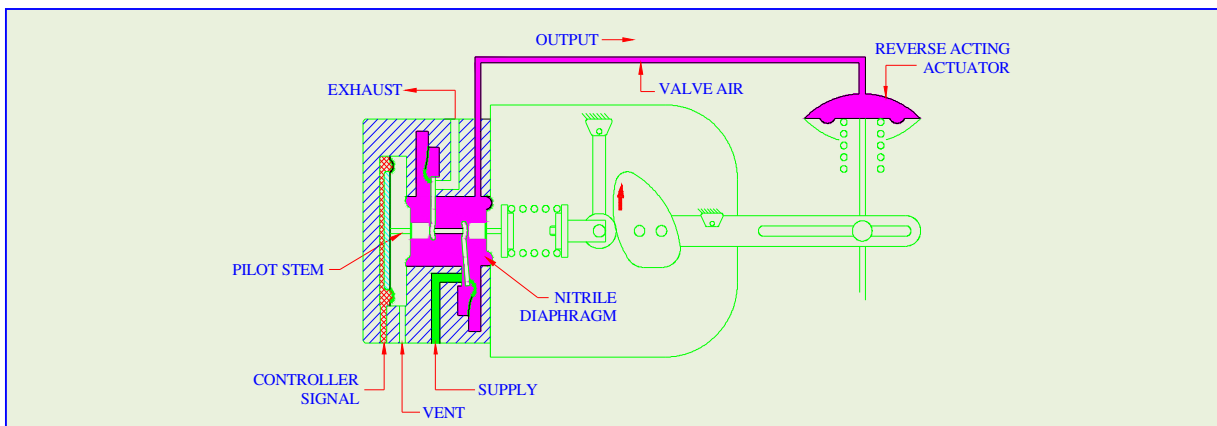 OUTPUT
REVERSE ACTING
ACTUATOR
EXHAUST
VALVE AIR
PILOT STEM
NITRILE
DIAPHRAGM
CONTROLLER
SIGNAL
SUPPLY
VENT